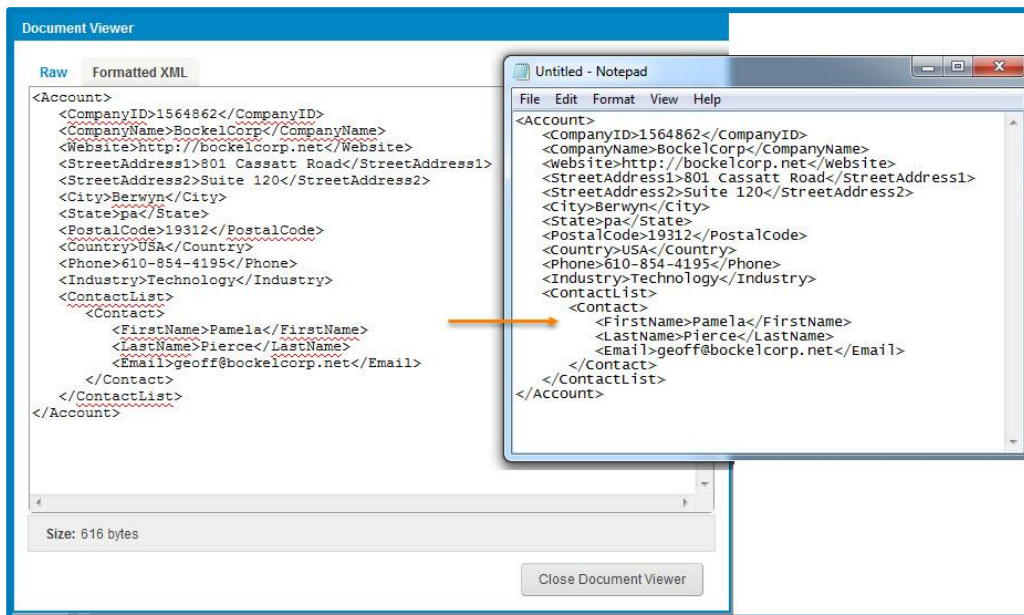 Document Viewer
Raw Formatted XML
<Account>
<CompanyID>1564862</CompanyID>
<CompanyName>BockelCorp</CompanyName>
<Website>http://bockelcorp.net</Website>
<StreetAddress1>801 Cassatt Road</StreetAddress1>
<StreetAddress2>Suite 120</StreetAddress2>
<City>Berwyn</City>
<State>pa</State>
<PostalCode>19312</PostalCode>
<Country>USA</Country>
<Phone>610-854-4195</Phone>
<Industry>Technology</Industry>
<ContactList>
<Contact>
<FirstName>Pamela</FirstName>
<LastName>Pierce</LastName>
<Email>geoff@bockelcorp.net</Email>
</Contact>
</ContactList>
</Account>
Size: 616 bytes
Close Document Viewer
Untitled - Notepad
File Edit Format View Help
<Account>
<CompanyID>1564862</CompanyID>
<CompanyName>BockelCorp</CompanyName>
<Website>http://bockelcorp.net</Website>
<StreetAddress1>801 Cassatt Road</StreetAddress1>
<StreetAddress2>Suite 120</StreetAddress2>
<City>Berwyn</City>
<State>pa</State>
<PostalCode>19312</PostalCode>
<Country>USA</Country>
<Phone>610-854-4195</Phone>
<Industry>Technology</Industry>
<ContactList>
<Contact>
<FirstName>Pamela</FirstName>
<LastName>Pierce</LastName>
<Email>geoff@bockelcorp.net</Email>
</Contact>
</ContactList>
</Account>